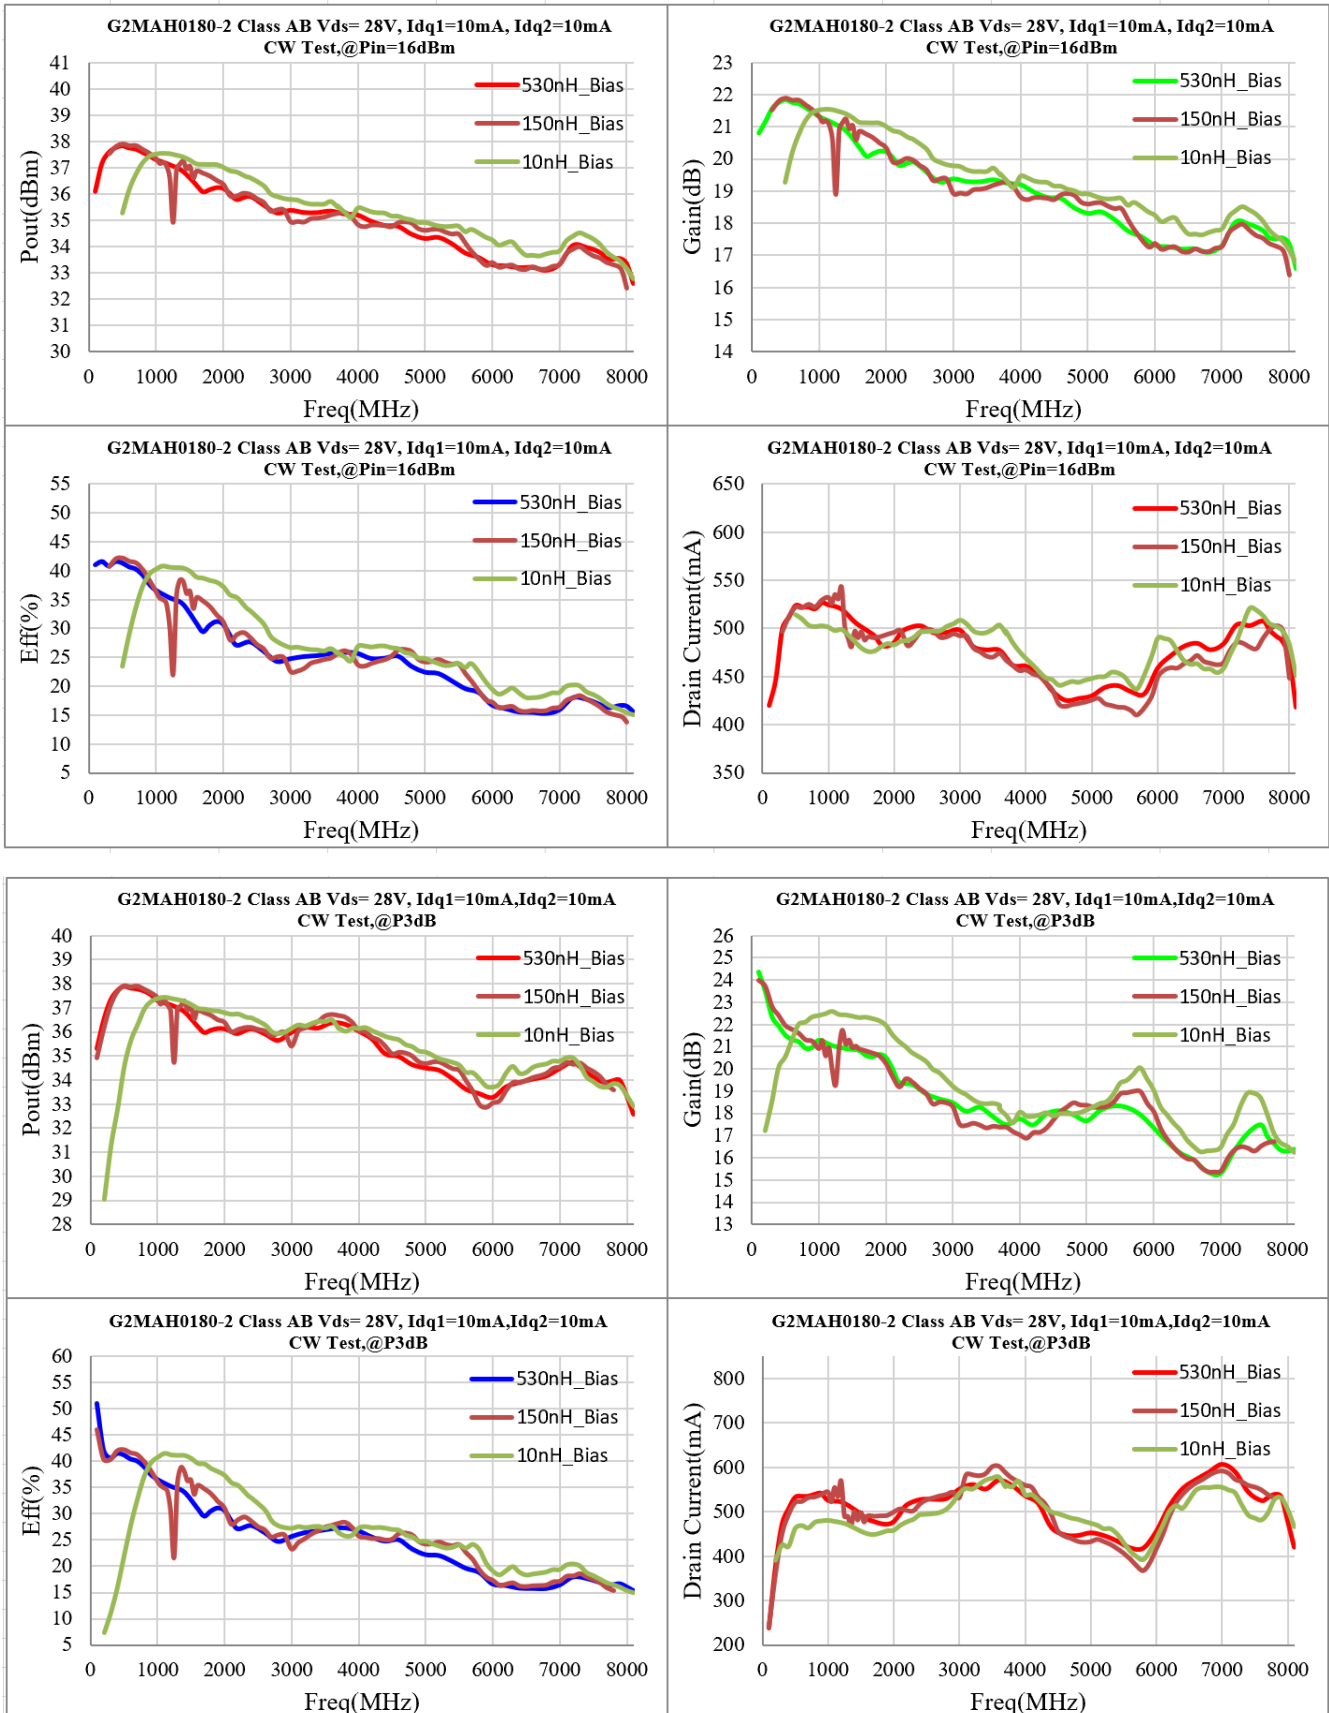 G2MAH0180-2 Class AB Vds= 28V, Idq1=10mA, Idq2=10mA
CW Test,@Pin=16dBm
41
40
39
38
37
36
35
34
33
32
31
30
Pout(dBm)
530nH_Bias
150nH_Bias
10nH_Bias
0 1000 2000 3000 4000 5000 6000 7000 8000
Freq(MHz)
G2MAH0180-2 Class AB Vds= 28V, Idq1=10mA, Idq2=10mA
CW Test,@Pin=16dBm
23
22
21
20
19
18
17
16
15
14
Gain(dB)
530nH_Bias
150nH_Bias
10nH_Bias
0 1000 2000 3000 4000 5000 6000 7000 8000
Freq(MHz)
G2MAH0180-2 Class AB Vds= 28V, Idq1=10mA, Idq2=10mA
CW Test,@Pin=16dBm
55
50
45
40
35
30
25
20
15
10
5
Eff(%)
530nH_Bias
150nH_Bias
10nH_Bias
0 1000 2000 3000 4000 5000 6000 7000 8000
Freq(MHz)
G2MAH0180-2 Class AB Vds= 28V, Idq1=10mA, Idq2=10mA
CW Test,@Pin=16dBm
650
600
550
500
450
400
350
Drain Current(mA)
530nH_Bias
150nH_Bias
10nH_Bias
0 1000 2000 3000 4000 5000 6000 7000 8000
Freq(MHz)
G2MAH0180-2 Class AB Vds= 28V, Idq1=10mA,Idq2=10mA
CW Test,@P3dB
40
39
38
37
36
35
34
33
32
31
30
29
28
Pout(dBm)
530nH_Bias
150nH_Bias
10nH_Bias
0 1000 2000 3000 4000 5000 6000 7000 8000
Freq(MHz)
G2MAH0180-2 Class AB Vds= 28V, Idq1=10mA,Idq2=10mA
CW Test,@P3dB
26
25
24
23
22
21
20
19
18
17
16
15
14
13
Gain(dB)
530nH_Bias
150nH_Bias
10nH_Bias
0 1000 2000 3000 4000 5000 6000 7000 8000
Freq(MHz)
G2MAH0180-2 Class AB Vds= 28V, Idq1=10mA,Idq2=10mA
CW Test,@P3dB
60
55
50
45
40
35
30
25
20
15
10
5
Eff(%)
530nH_Bias
150nH_Bias
10nH_Bias
0 1000 2000 3000 4000 5000 6000 7000 8000
Freq(MHz)
G2MAH0180-2 Class AB Vds= 28V, Idq1=10mA,Idq2=10mA
CW Test,@P3dB
800
700
600
500
400
300
200
Drain Current(mA)
530nH_Bias
150nH_Bias
10nH_Bias
0 1000 2000 3000 4000 5000 6000 7000 8000
Freq(MHz)